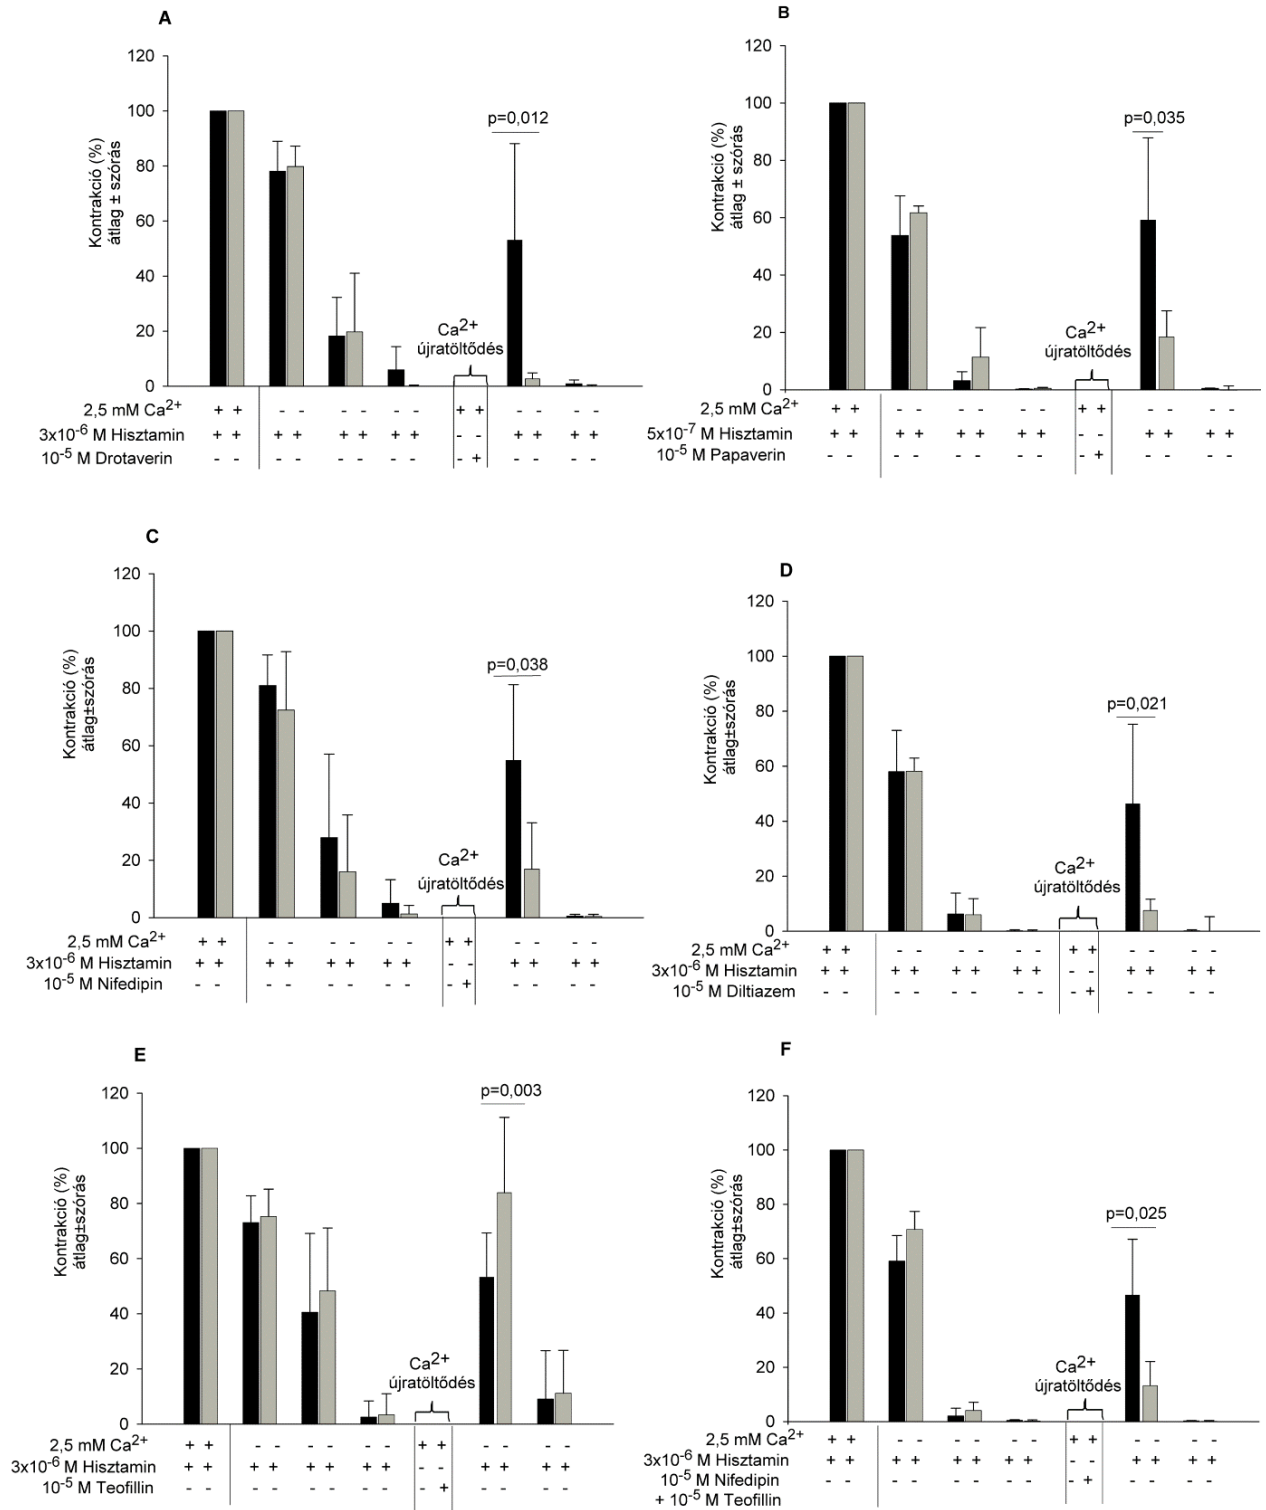 A
Kontrakció (%)
átlag ± szórás
120
100
80
60
40
20
0
p=0,012
Ca2+
újratöltődés
2,5 mM Ca2+ + + - - - - - - + + - - - -
3x10-6 M Hisztamin + + + + + + + + - - + + + +
10-5 M Drotaverin - - - - - - - - - + - - - -
B
Kontrakció (%)
átlag ± szórás
120
100
80
60
40
20
0
p=0,035
Ca2+
újratöltődés
2,5 mM Ca2+ + + - - - - - - + + - - - -
5x10-7 M Hisztamin + + + + + + + + - - + + + +
10-5 M Papaverin - - - - - - - - - + - - - -
C
Kontrakció (%)
átlag±szórás
120
100
80
60
40
20
0
p=0,038
Ca2+
újratöltődés
2,5 mM Ca2+ + + - - - - - - + + - - - -
3x10-6 M Hisztamin + + + + + + + + - - + + + +
10-5 M Nifedipin - - - - - - - - - + - - - -
D
Kontrakció (%)
átlag±szórás
120
100
80
60
40
20
0
p=0,021
Ca2+
újratöltődés
2,5 mM Ca2+ + + - - - - - - + + - - - -
3x10-6 M Hisztamin + + + + + + + + - - + + + +
10-5 M Diltiazem - - - - - - - - - + - - - -
E
Kontrakció (%)
átlag±szórás
120
100
80
60
40
20
0
p=0,003
Ca2+
újratöltődés
2,5 mM Ca2+ + + - - - - - - + + - - - -
3x10-6 M Hisztamin + + + + + + + + - - + + + +
10-5 M Teofillin - - - - - - - - - + - - - -
F
Kontrakció (%)
átlag±szórás
120
100
80
60
40
20
0
p=0,025
Ca2+
újratöltődés
2,5 mM Ca2+ + + - - - - - - + + - - - -
3x10-6 M Hisztamin + + + + + + + + - - + + + +
10-5 M Nifedipin - - - - - - - - - + - - - -
+ 10-5 M Teofillin